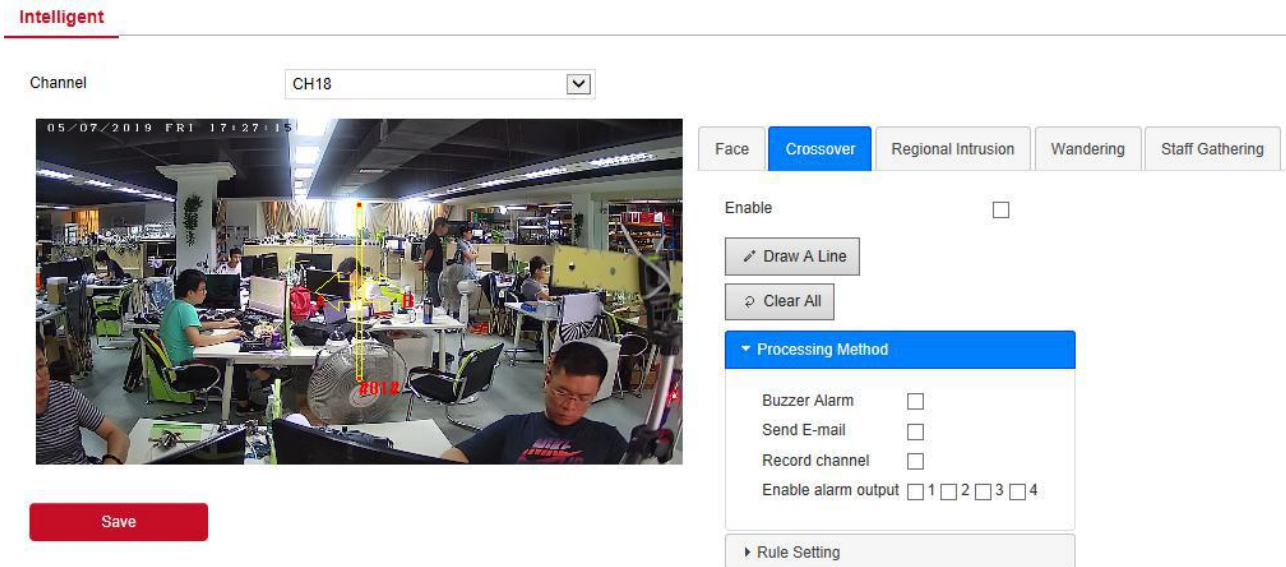 Intelligent
Channel
CH18
05/07/2019 FRI 17:27:15
A
B
#01#
NIKE
Save
Face
Crossover
Regional Intrusion
Wandering
Staff Gathering
Enable
Draw A Line
Clear All
Processing Method
Buzzer Alarm
Send E-mail
Record channel
Enable alarm output 1 2 3 4
Rule Setting